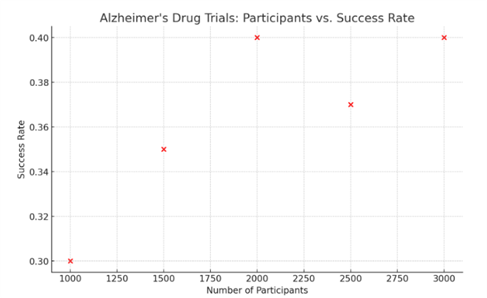 Alzheimer's Drug Trials: Participants vs. Success Rate
0.40
0.38
0.36
0.34
0.32
0.30
Success Rate
1000 1250 1500 1750 2000 2250 2500 2750 3000
Number of Participants